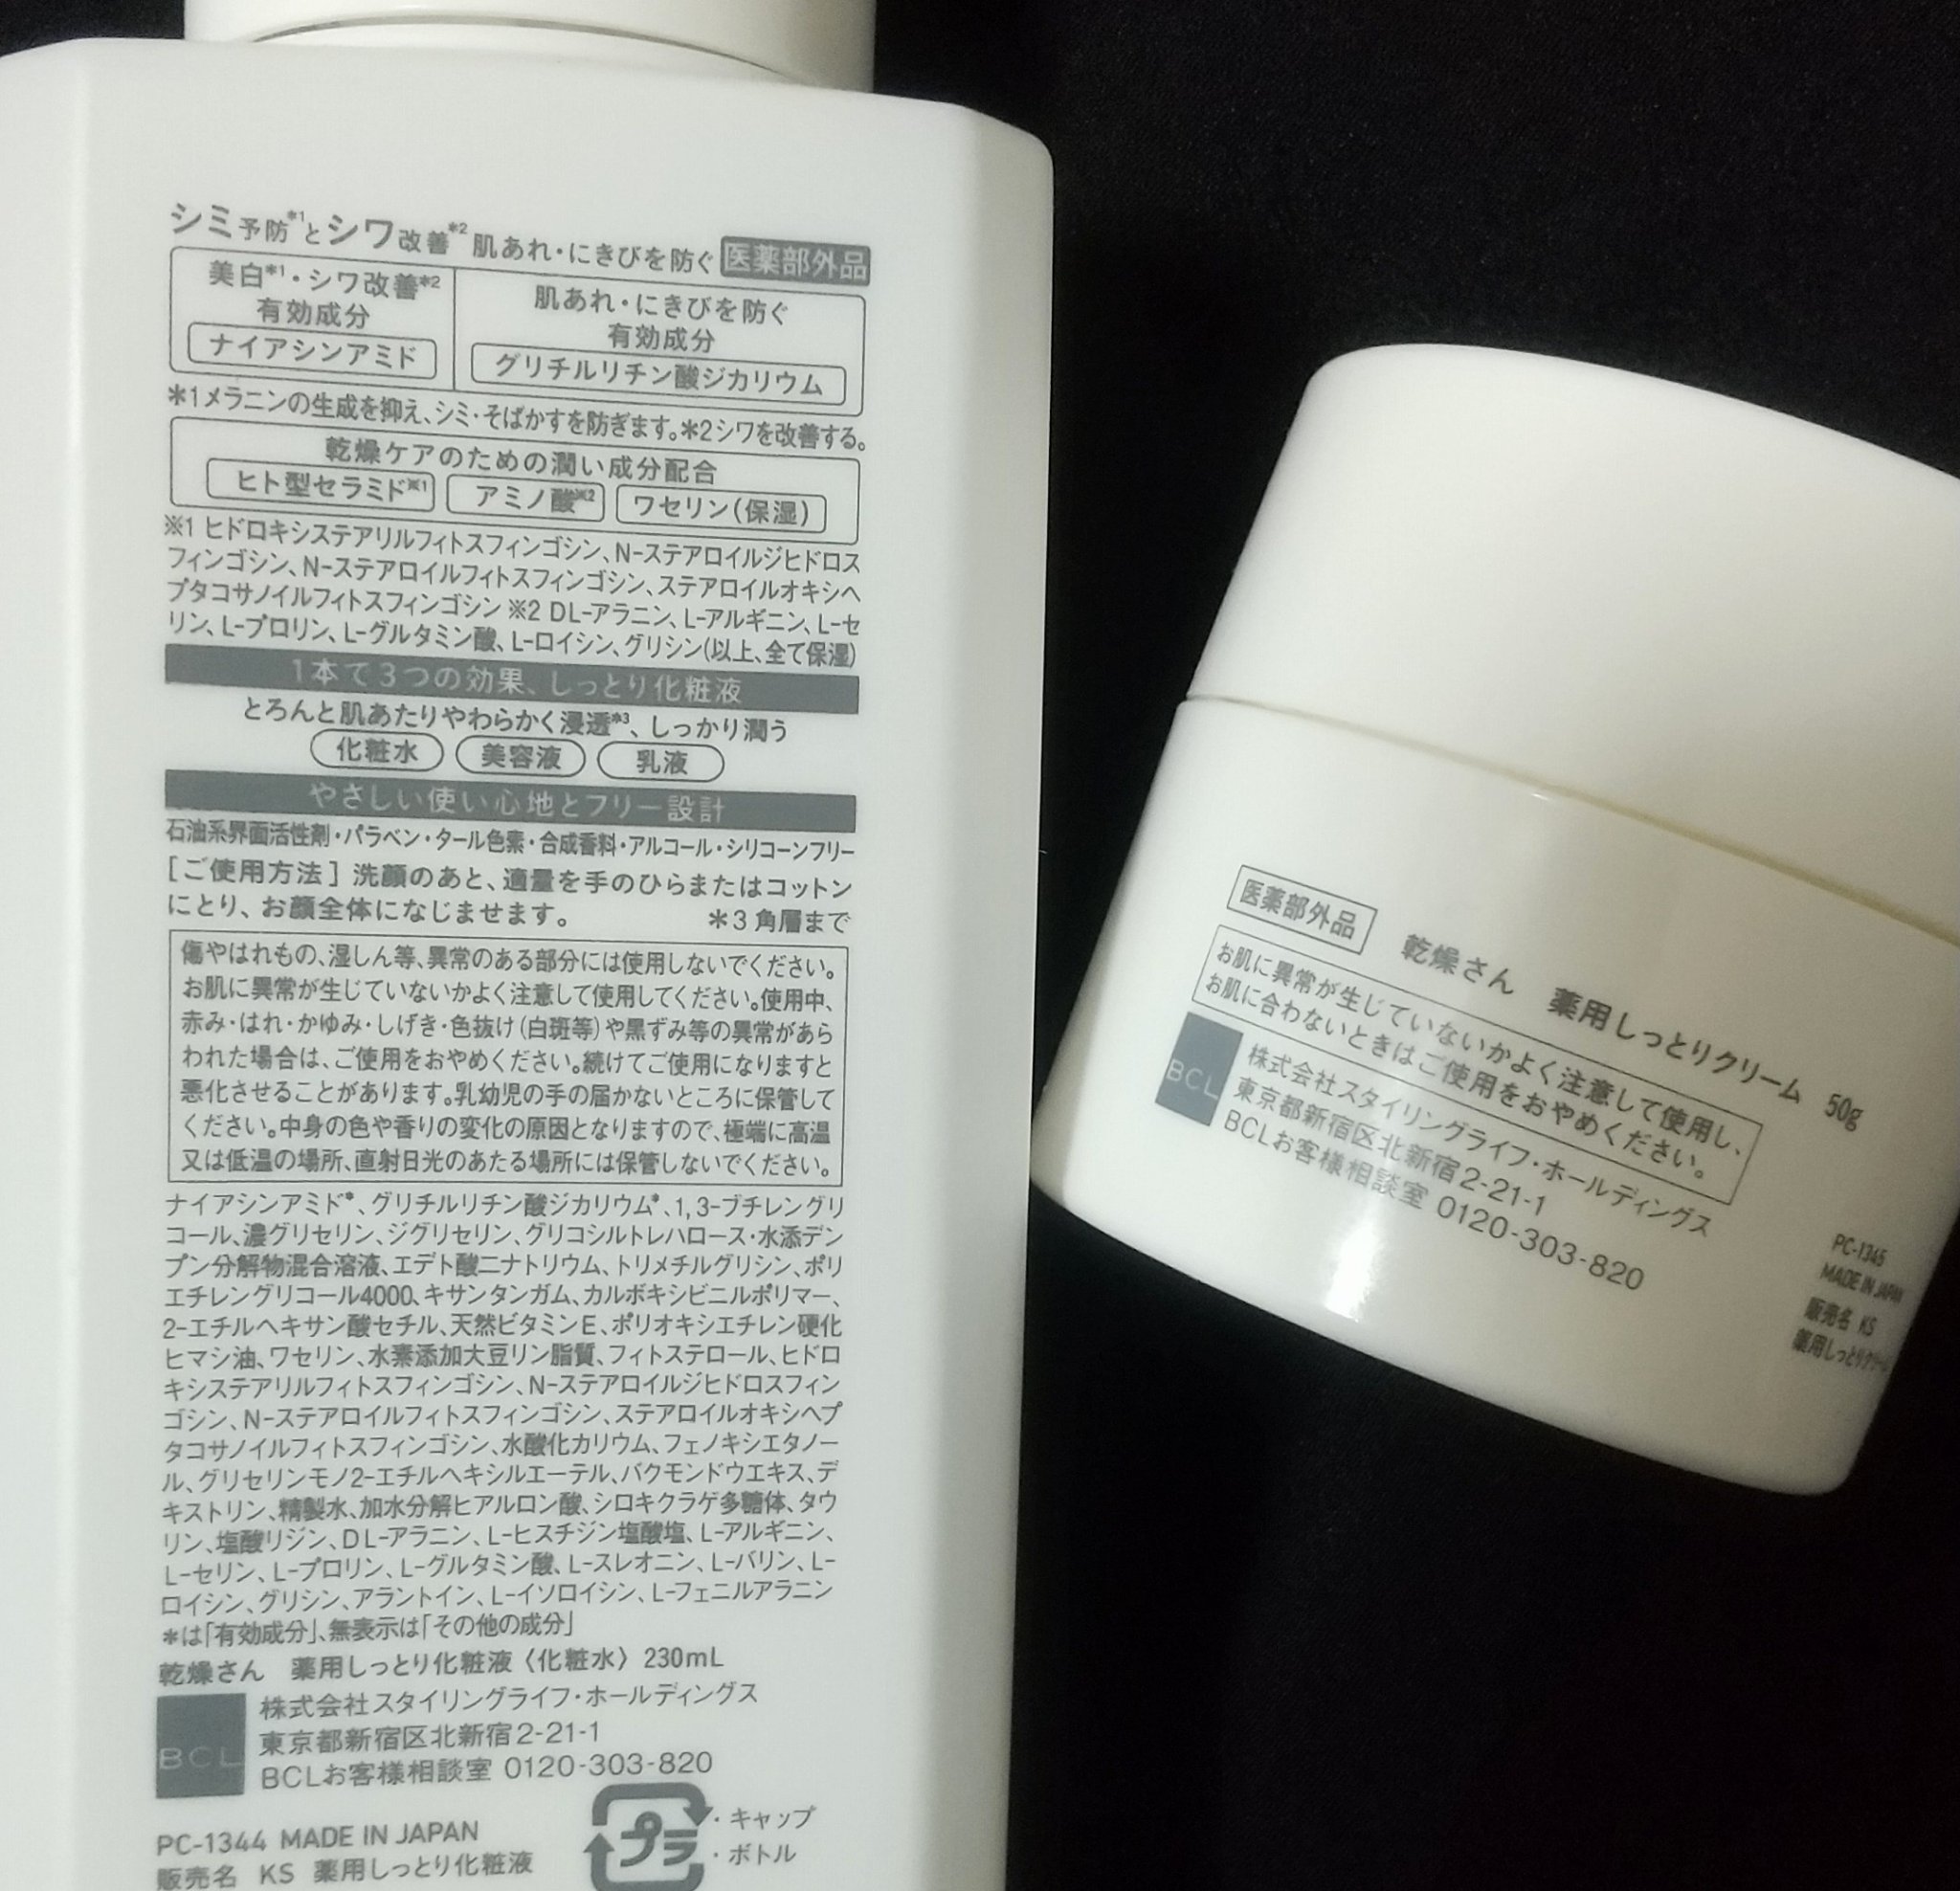 シミ予防*1とシワ改善*2 肌あれ・にきびを防ぐ 医薬部外品
美白*1・シワ改善*2
有効成分
ナイアシンアミド
肌あれ・にきびを防ぐ
有効成分
グリチルリチン酸ジカリウム
*1メラニンの生成を抑え、シミ・そばかすを防ぎます。*2シワを改善する。
乾燥ケアのための潤い成分配合
ヒト型セラミド※1 アミノ酸※2 ワセリン(保湿)
※1 ヒドロキシステアリルフィトスフィンゴシン、N-ステアロイルジヒドロス
フィンゴシン、N-ステアロイルフィトスフィンゴシン、ステアロイルオキシヘ
プタコサノイルフィトスフィンゴシン ※2 DL-アラニン、L-アルギニン、L-セ
リン、L-プロリン、L-グルタミン酸、L-ロイシン、グリシン(以上、全て保湿)
1本で3つの効果、しっとり化粧液
とろんと肌あたりやわらかく浸透*3、しっかり潤う
化粧水 美容液 乳液
やさしい使い心地とフリー設計
石油系界面活性剤・パラベン・タール色素・合成香料・アルコール・シリコーンフリー
[ご使用方法] 洗顔のあと、適量を手のひらまたはコットン
にとり、お顔全体になじませます。 *3 角層まで
傷やはれもの、湿しん等、異常のある部分には使用しないでください。
お肌に異常が生じていないかよく注意して使用してください。使用中、
赤み・はれ・かゆみ・しげき・色抜け(白斑等)や黒ずみ等の異常があら
われた場合は、ご使用をおやめください。続けてご使用になりますと
悪化させることがあります。乳幼児の手の届かないところに保管して
ください。中身の色や香りの変化の原因となりますので、極端に高温
又は低温の場所、直射日光のあたる場所には保管しないでください。
ナイアシンアミド*、グリチルリチン酸ジカリウム*、1,3-ブチレングリ
コール、濃グリセリン、ジグリセリン、グリコシルトレハロース・水添デン
プン分解物混合溶液、エデト酸二ナトリウム、トリメチルグリシン、ポリ
エチレングリコール4000、キサンタンガム、カルボキシビニルポリマー、
2-エチルヘキサン酸セチル、天然ビタミンE、ポリオキシエチレン硬化
ヒマシ油、ワセリン、水素添加大豆リン脂質、フィトステロール、ヒドロ
キシステアリルフィトスフィンゴシン、N-ステアロイルジヒドロスフィン
ゴシン、N-ステアロイルフィトスフィンゴシン、ステアロイルオキシヘプ
タコサノイルフィトスフィンゴシン、水酸化カリウム、フェノキシエタノー
ル、グリセリンモノ2-エチルヘキシルエーテル、バクモンドウエキス、デ
キストリン、精製水、加水分解ヒアルロン酸、シロキクラゲ多糖体、タウ
リン、塩酸リジン、DL-アラニン、L-ヒスチジン塩酸塩、L-アルギニン、
L-セリン、L-プロリン、L-グルタミン酸、L-スレオニン、L-バリン、L-
ロイシン、グリシン、アラントイン、L-イソロイシン、L-フェニルアラニン
*は「有効成分」、無表示は「その他の成分」
乾燥さん 薬用しっとり化粧液〈化粧水〉230mL
BCL
株式会社スタイリングライフ・ホールディングス
東京都新宿区北新宿2-21-1
BCLお客様相談室 0120-303-820
PC-1344 MADE IN JAPAN
販売名 KS 薬用しっとり化粧液
プラ
・キャップ
・ボトル
医薬部外品 乾燥さん 薬用しっとりクリーム 50g
お肌に異常が生じていないかよく注意して使用し、
お肌に合わないときはご使用をおやめください。
BCL
株式会社スタイリングライフ・ホールディングス
東京都新宿区北新宿2-21-1
BCLお客様相談室 0120-303-820
PC-1345
MADE IN JAPAN
販売名 KS
薬用しっとりクリーム